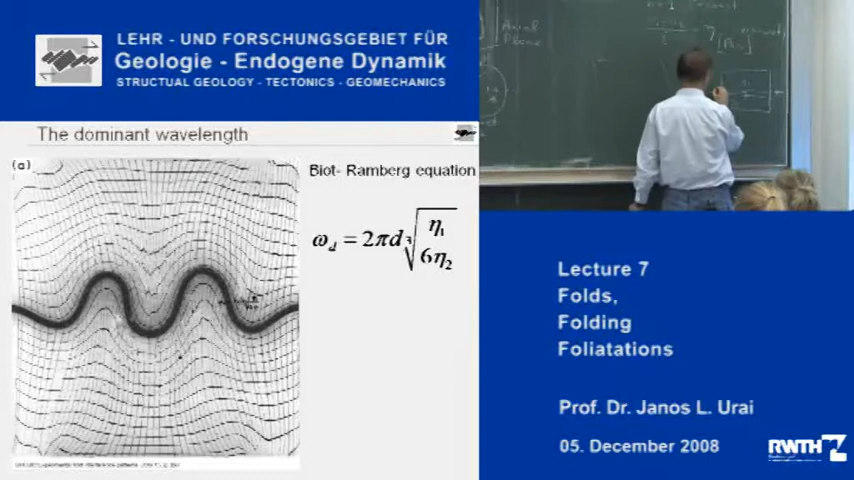 LEHR - UND FORSCHUNGSGEBIET FÜR
Geologie - Endogene Dynamik
STRUCTURAL GEOLOGY - TECTONICS - GEOMECHANICS
The dominant wavelength
(a)
Biot- Ramberg equation
ω_d = 2πd ∛(η₁ / 6η₂)
Lecture 7
Folds,
Folding
Foliatations
Prof. Dr. Janos L. Urai
05. December 2008
RWTH